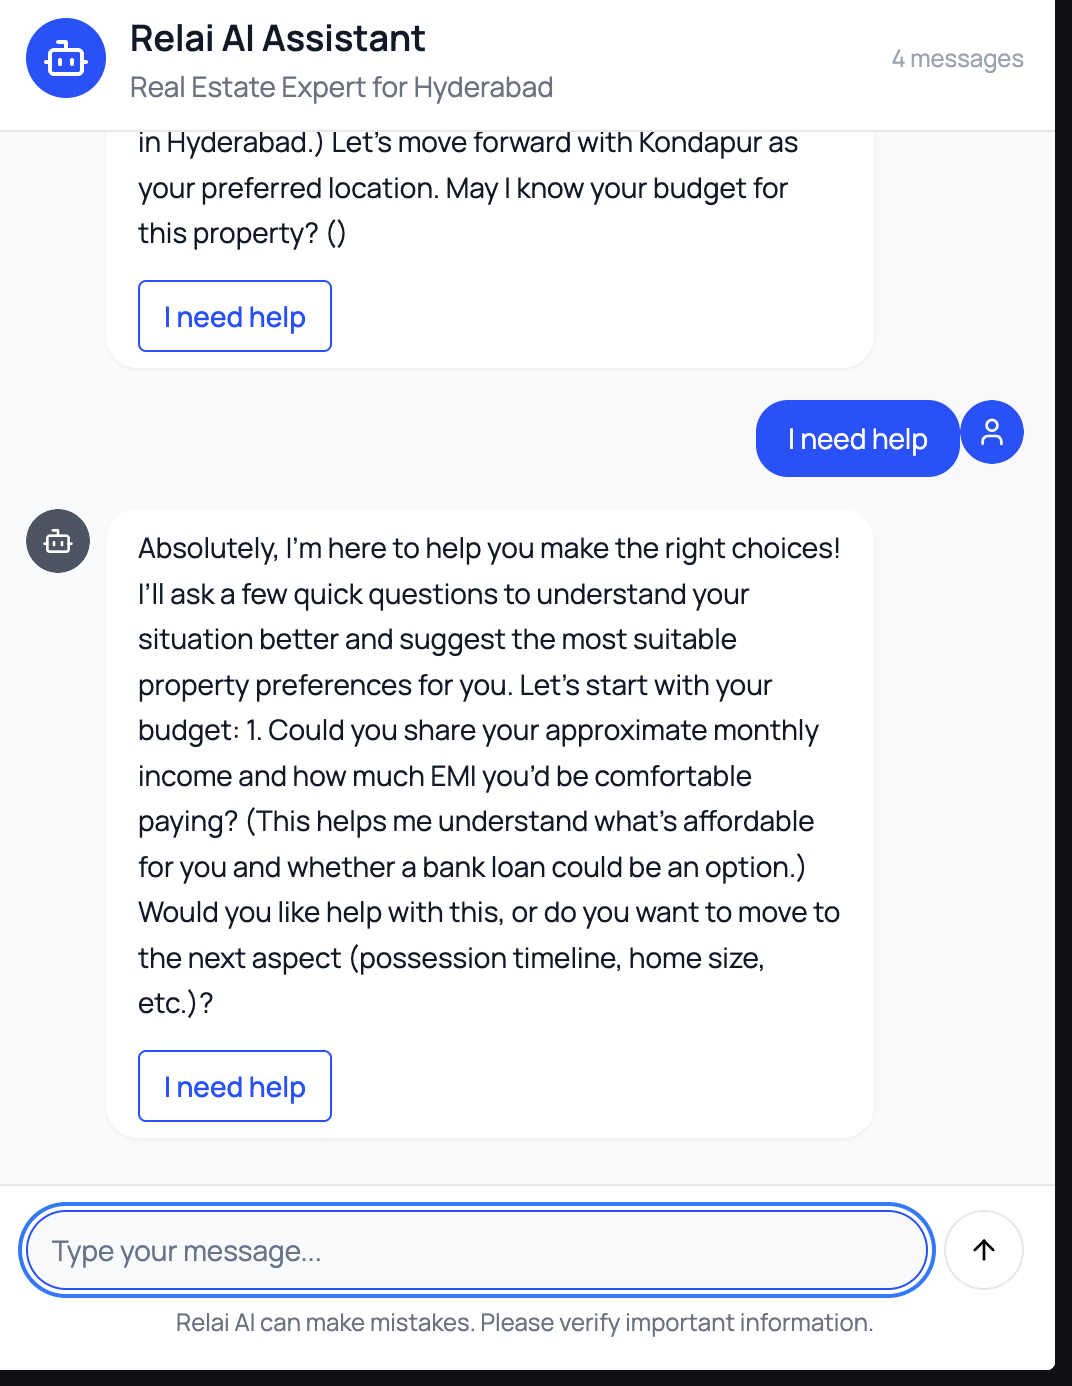 Relai AI Assistant
Real Estate Expert for Hyderabad
4 messages
in Hyderabad.) Let's move forward with Kondapur as
your preferred location. May I know your budget for
this property? ()
I need help
I need help
Absolutely, I'm here to help you make the right choices!
I'll ask a few quick questions to understand your
situation better and suggest the most suitable
property preferences for you. Let's start with your
budget: 1. Could you share your approximate monthly
income and how much EMI you'd be comfortable
paying? (This helps me understand what's affordable
for you and whether a bank loan could be an option.)
Would you like help with this, or do you want to move to
the next aspect (possession timeline, home size,
etc.)?
I need help
Type your message...
Relai AI can make mistakes. Please verify important information.